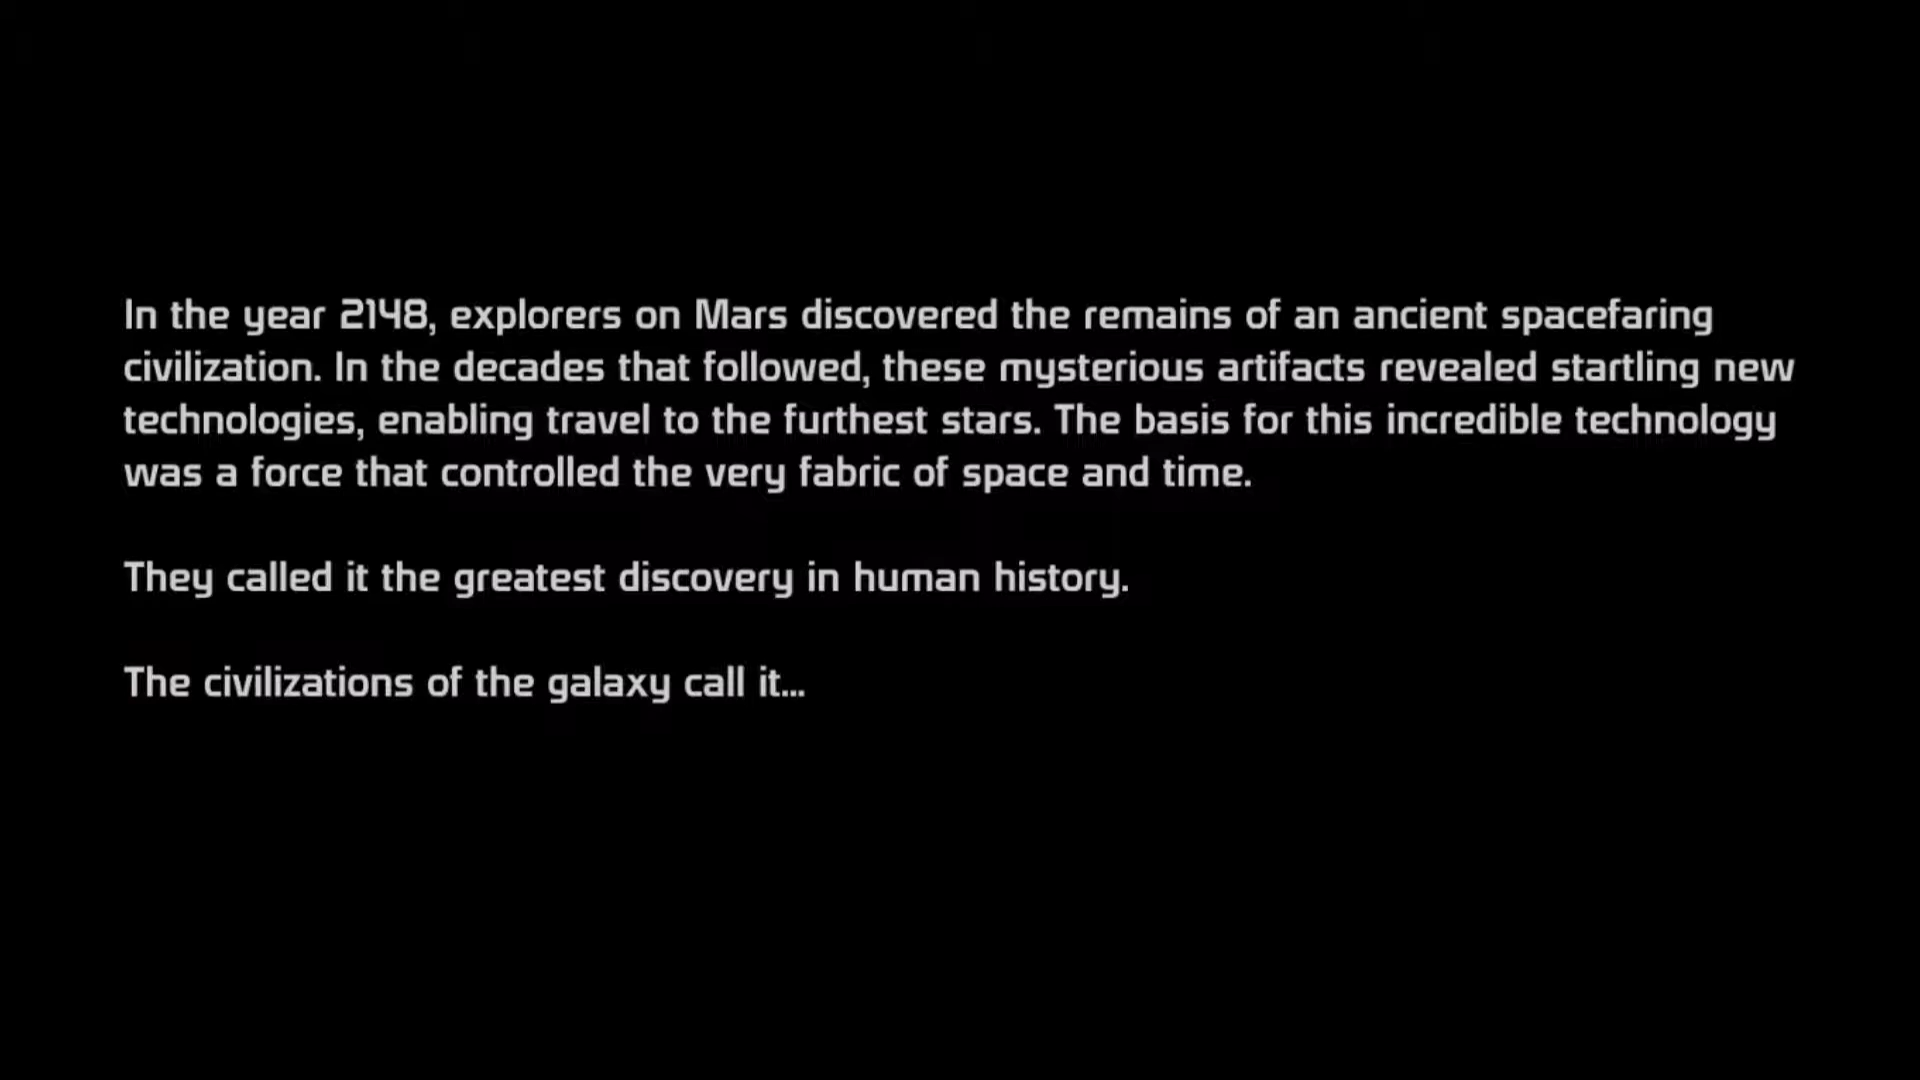 In the year 2148, explorers on Mars discovered the remains of an ancient spacefaring
civilization. In the decades that followed, these mysterious artifacts revealed startling new
technologies, enabling travel to the furthest stars. The basis for this incredible technology
was a force that controlled the very fabric of space and time.
They called it the greatest discovery in human history.
The civilizations of the galaxy call it...